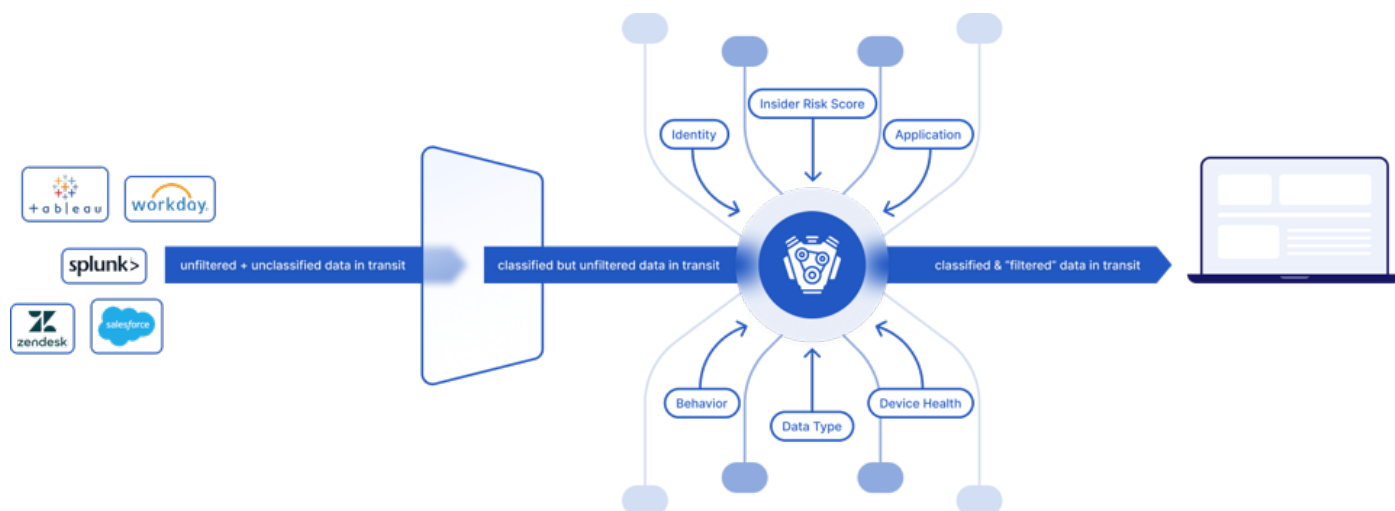 Insider Risk Score
Identity
Application
+ableau
workday.
splunk>
unfiltered + unclassified data in transit
classified but unfiltered data in transit
classified & "filtered" data in transit
zendesk
salesforce
Behavior
Device Health
Data Type